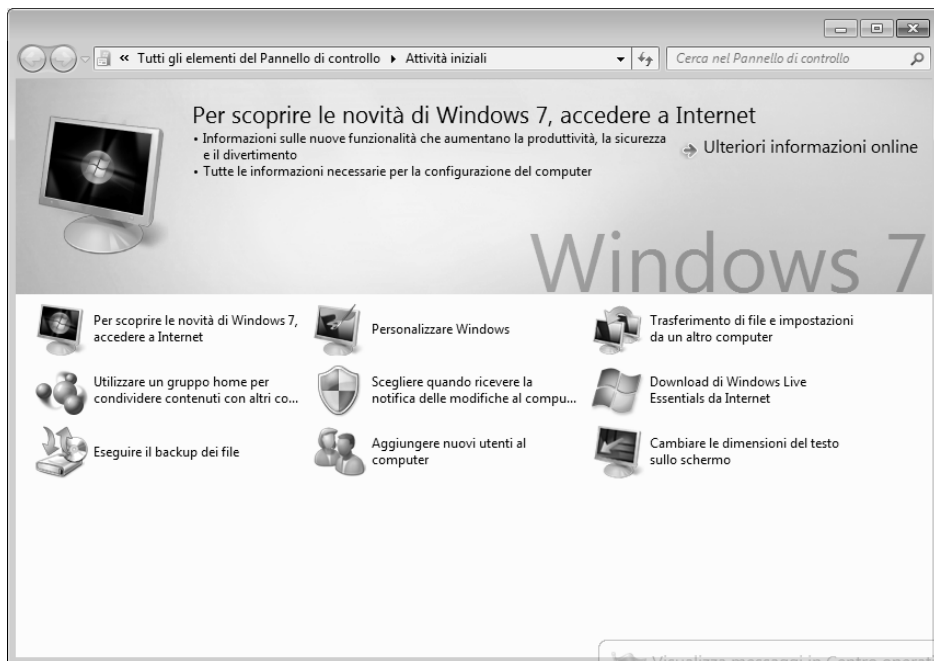 « Tutti gli elementi del Pannello di controllo ▸ Attività iniziali
Cerca nel Pannello di controllo
Per scoprire le novità di Windows 7, accedere a Internet
• Informazioni sulle nuove funzionalità che aumentano la produttività, la sicurezza
e il divertimento
• Tutte le informazioni necessarie per la configurazione del computer
Ulteriori informazioni online
Windows 7
Per scoprire le novità di Windows 7,
accedere a Internet
Personalizzare Windows
Trasferimento di file e impostazioni
da un altro computer
Utilizzare un gruppo home per
condividere contenuti con altri co...
Scegliere quando ricevere la
notifica delle modifiche al compu...
Download di Windows Live
Essentials da Internet
Eseguire il backup dei file
Aggiungere nuovi utenti al
computer
Cambiare le dimensioni del testo
sullo schermo